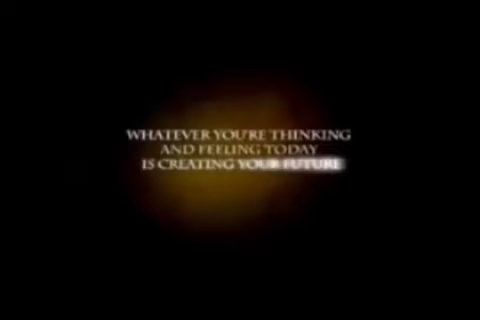 WHATEVER YOU'RE THINKING
AND FEELING TODAY
IS CREATING YOUR FUTURE